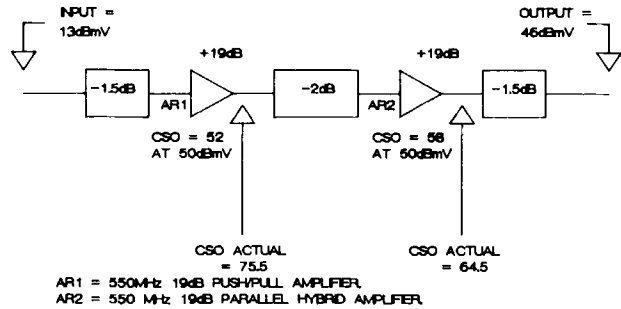 INPUT =
13dBmV
OUTPUT =
46dBmV
+19dB
+19dB
-1.5dB
-2dB
-1.5dB
AR1
AR2
CSO = 52
AT 50dBmV
CSO = 58
AT 50dBmV
CSO ACTUAL
= 75.5
CSO ACTUAL
= 64.5
AR1 = 550MHz 19dB PUSH/PULL AMPLIFIER.
AR2 = 550 MHz 19dB PARALLEL HYBRID AMPLIFIER.